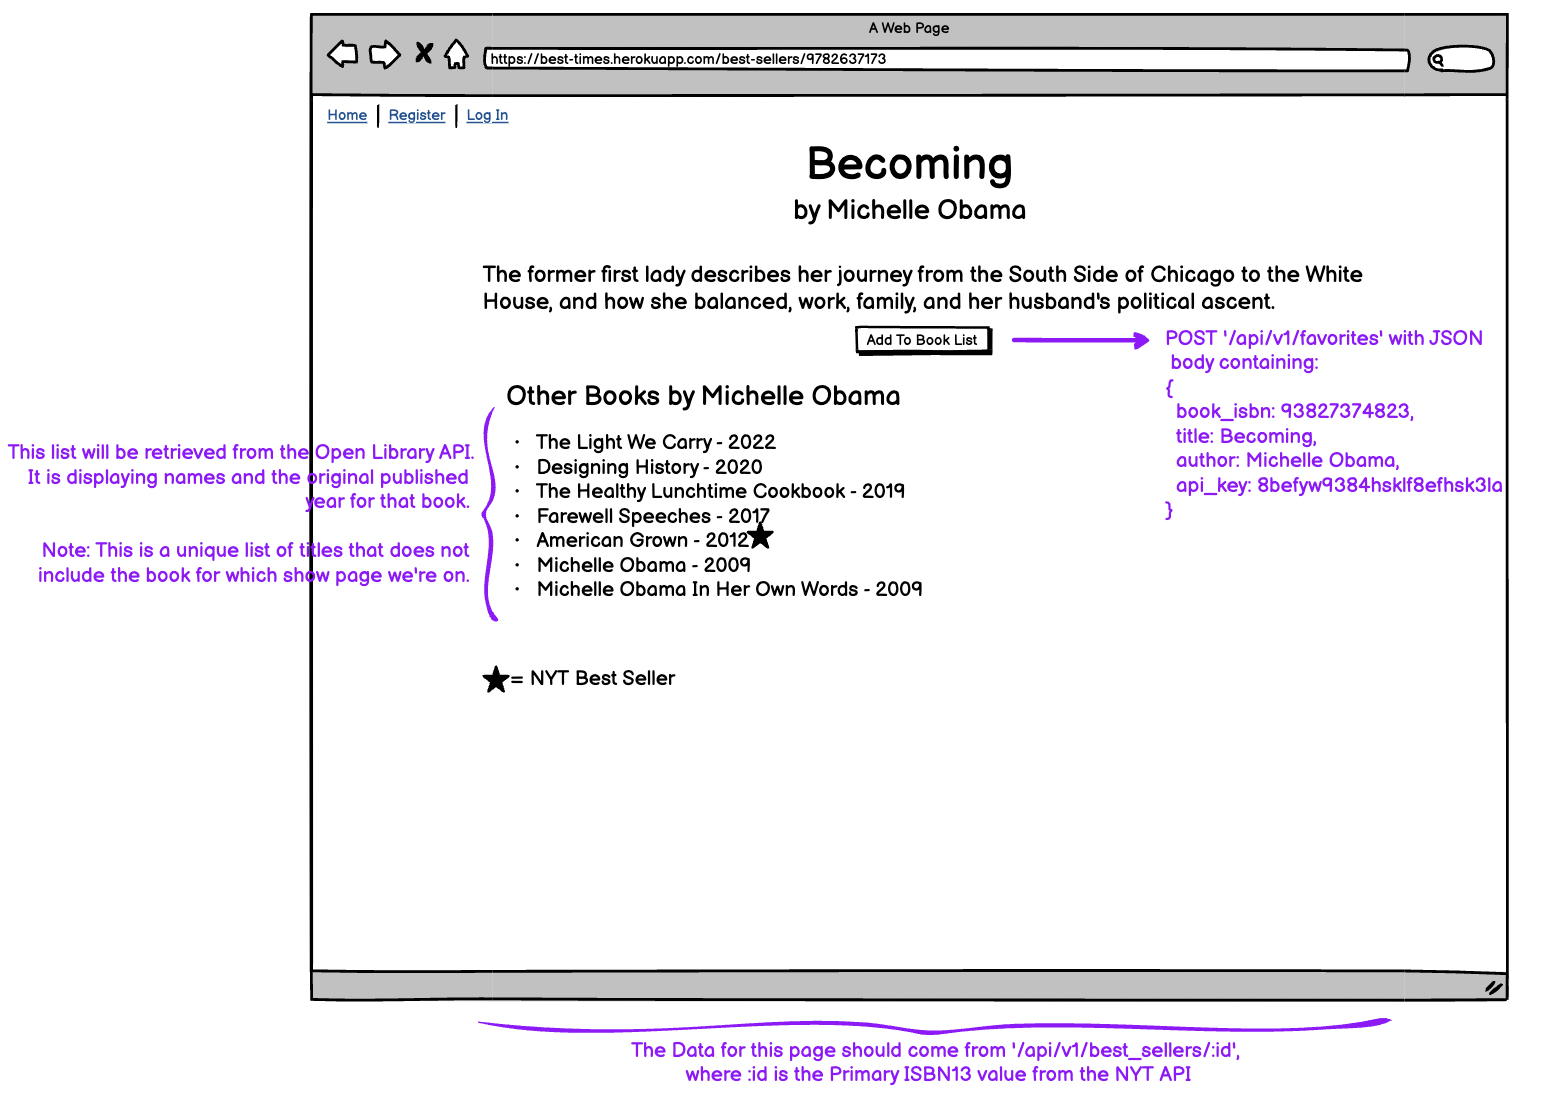 A Web Page
https://best-times.herokuapp.com/best-sellers/9782637173
Home | Register | Log In
Becoming
by Michelle Obama
The former first lady describes her journey from the South Side of Chicago to the White
House, and how she balanced, work, family, and her husband's political ascent.
Add To Book List
POST '/api/v1/favorites' with JSON
body containing:
{
book_isbn: 93827374823,
title: Becoming,
author: Michelle Obama,
api_key: 8befyw9384hsklf8efhsk3la
}
Other Books by Michelle Obama
· The Light We Carry - 2022
· Designing History - 2020
· The Healthy Lunchtime Cookbook - 2019
· Farewell Speeches - 2017
· American Grown - 2012★
· Michelle Obama - 2009
· Michelle Obama In Her Own Words - 2009
This list will be retrieved from the Open Library API.
It is displaying names and the original published
year for that book.
Note: This is a unique list of titles that does not
include the book for which show page we're on.
★= NYT Best Seller
The Data for this page should come from '/api/v1/best_sellers/:id',
where :id is the Primary ISBN13 value from the NYT API